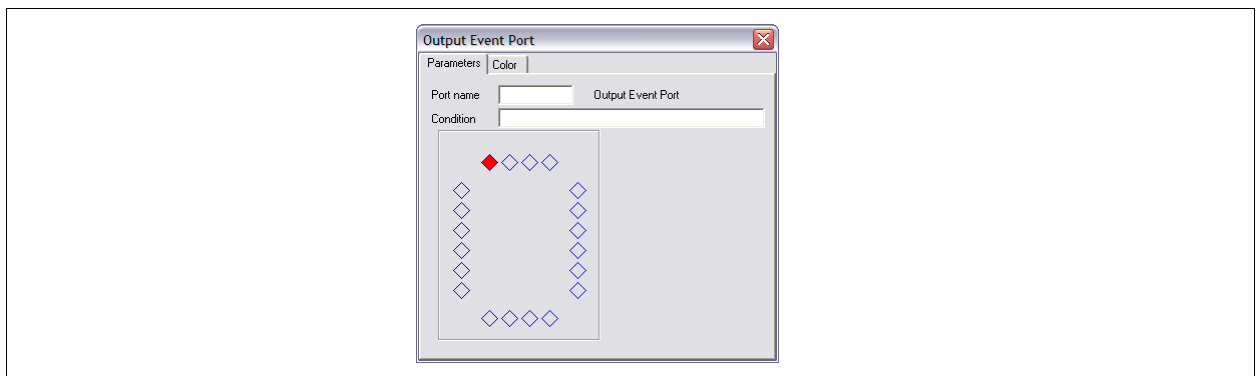 Output Event Port
Parameters Color
Port name Output Event Port
Condition